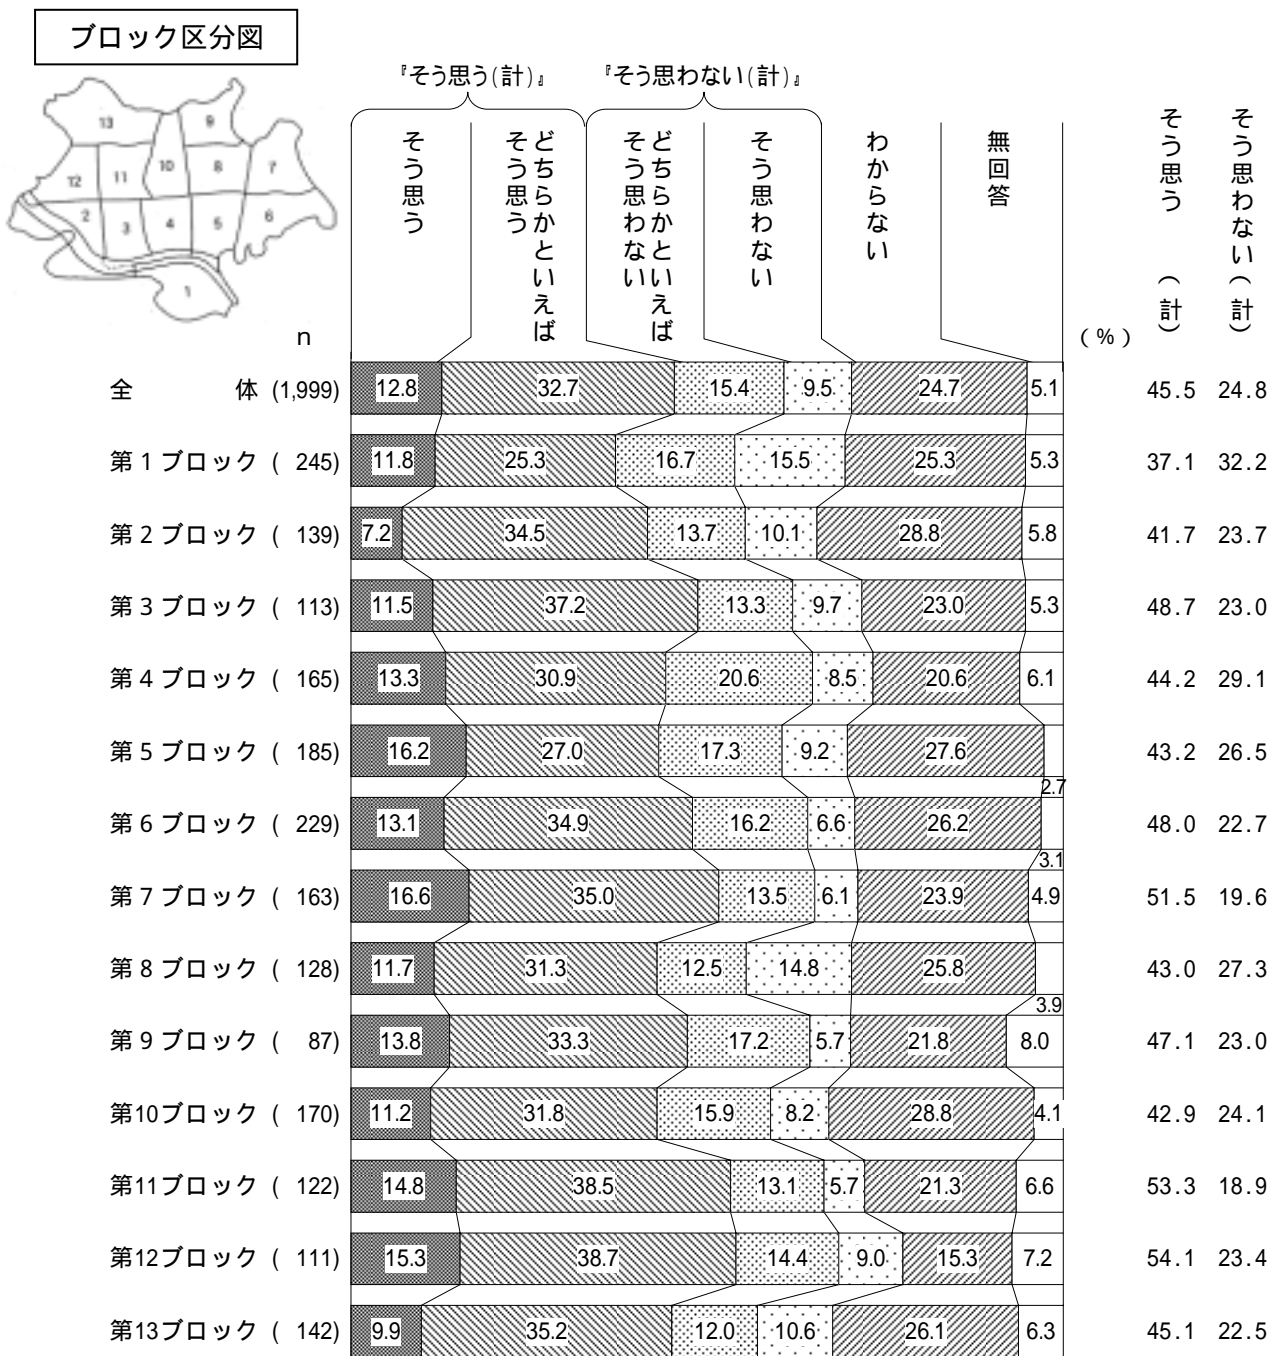 ブロック区分図
13
9
10
8
7
12
11
2
3
4
5
6
1
『そう思う(計)』 『そう思わない(計)』
そう思う
どちらかといえば
そう思う
どちらかといえば
そう思わない
そう思わない
わからない
無回答
そう思う (計)
そう思わない(計)
n
(%)
全 体 (1,999) 12.8 32.7 15.4 9.5 24.7 5.1 45.5 24.8
第1ブロック ( 245) 11.8 25.3 16.7 15.5 25.3 5.3 37.1 32.2
第2ブロック ( 139) 7.2 34.5 13.7 10.1 28.8 5.8 41.7 23.7
第3ブロック ( 113) 11.5 37.2 13.3 9.7 23.0 5.3 48.7 23.0
第4ブロック ( 165) 13.3 30.9 20.6 8.5 20.6 6.1 44.2 29.1
第5ブロック ( 185) 16.2 27.0 17.3 9.2 27.6 2.7 43.2 26.5
第6ブロック ( 229) 13.1 34.9 16.2 6.6 26.2 3.1 48.0 22.7
第7ブロック ( 163) 16.6 35.0 13.5 6.1 23.9 4.9 51.5 19.6
第8ブロック ( 128) 11.7 31.3 12.5 14.8 25.8 3.9 43.0 27.3
第9ブロック ( 87) 13.8 33.3 17.2 5.7 21.8 8.0 47.1 23.0
第10ブロック ( 170) 11.2 31.8 15.9 8.2 28.8 4.1 42.9 24.1
第11ブロック ( 122) 14.8 38.5 13.1 5.7 21.3 6.6 53.3 18.9
第12ブロック ( 111) 15.3 38.7 14.4 9.0 15.3 7.2 54.1 23.4
第13ブロック ( 142) 9.9 35.2 12.0 10.6 26.1 6.3 45.1 22.5